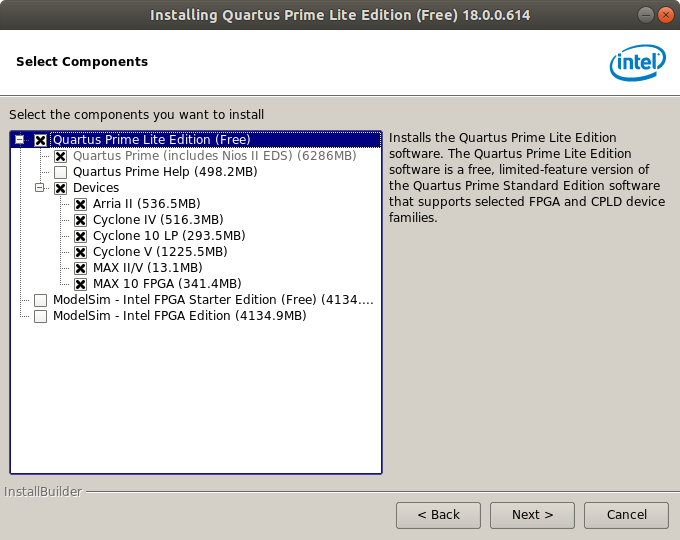 Installing Quartus Prime Lite Edition (Free) 18.0.0.614
Select Components
intel
Select the components you want to install
Quartus Prime Lite Edition (Free)
Quartus Prime (includes Nios II EDS) (6286MB)
Quartus Prime Help (498.2MB)
Devices
Arria II (536.5MB)
Cyclone IV (516.3MB)
Cyclone 10 LP (293.5MB)
Cyclone V (1225.5MB)
MAX II/V (13.1MB)
MAX 10 FPGA (341.4MB)
ModelSim - Intel FPGA Starter Edition (Free) (4134....
ModelSim - Intel FPGA Edition (4134.9MB)
Installs the Quartus Prime Lite Edition
software. The Quartus Prime Lite Edition
software is a free, limited-feature version of
the Quartus Prime Standard Edition software
that supports selected FPGA and CPLD device
families.
InstallBuilder
< Back
Next >
Cancel